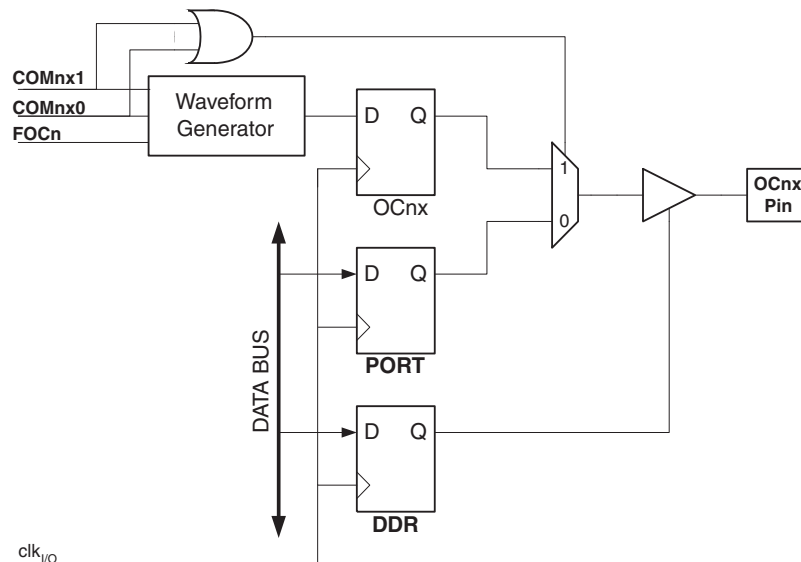 COMnx1
COMnx0
FOCn
Waveform
Generator
D Q
OCnx
1
0
OCnx
Pin
DATA BUS
D Q
PORT
D Q
DDR
clkI/O